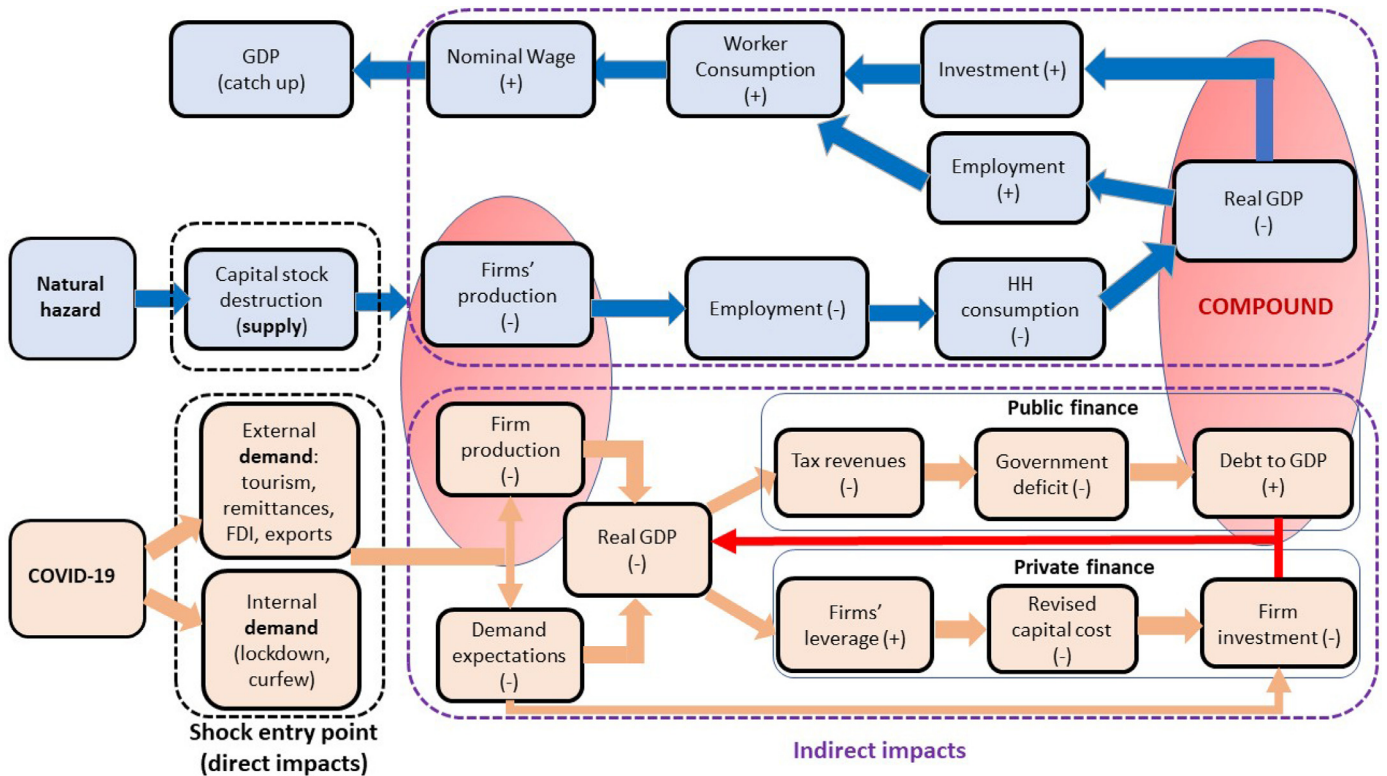 GDP
(catch up)
Nominal Wage
(+)
Worker
Consumption
(+)
Investment (+)
Employment
(+)
Real GDP
(-)
Natural
hazard
Capital stock
destruction
(supply)
Firms’
production
(-)
Employment (-)
HH
consumption
(-)
COMPOUND
COVID-19
External
demand:
tourism,
remittances,
FDI, exports
Internal
demand
(lockdown,
curfew)
Firm
production
(-)
Demand
expectations
(-)
Real GDP
(-)
Public finance
Tax revenues
(-)
Government
deficit (-)
Debt to GDP
(+)
Private finance
Firms’
leverage (+)
Revised
capital cost
(-)
Firm
investment (-)
Shock entry point
(direct impacts)
Indirect impacts